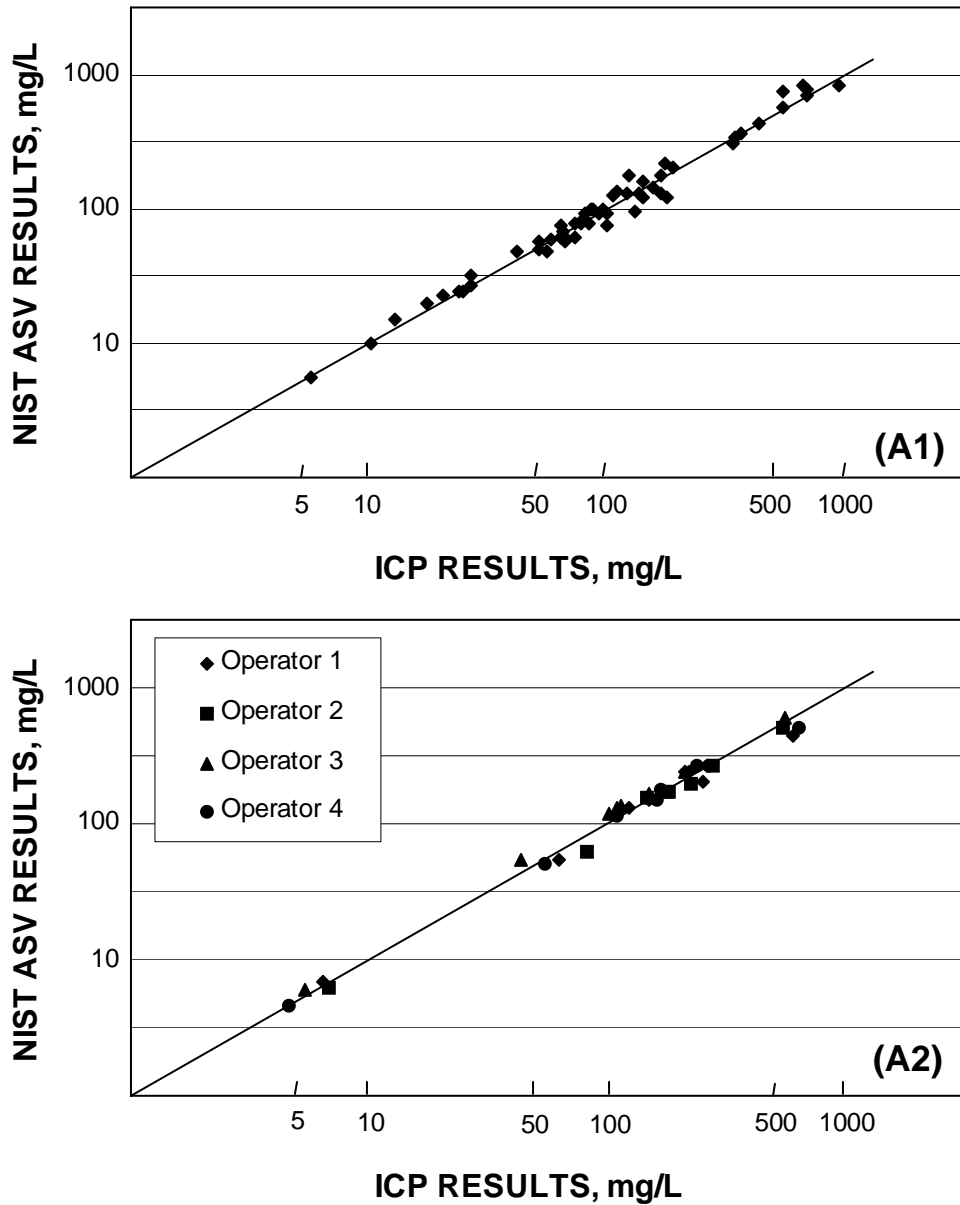 NIST ASV RESULTS, mg/L
1000
100
10
(A1)
5 10 50 100 500 1000
ICP RESULTS, mg/L
NIST ASV RESULTS, mg/L
Operator 1
Operator 2
Operator 3
Operator 4
1000
100
10
(A2)
5 10 50 100 500 1000
ICP RESULTS, mg/L